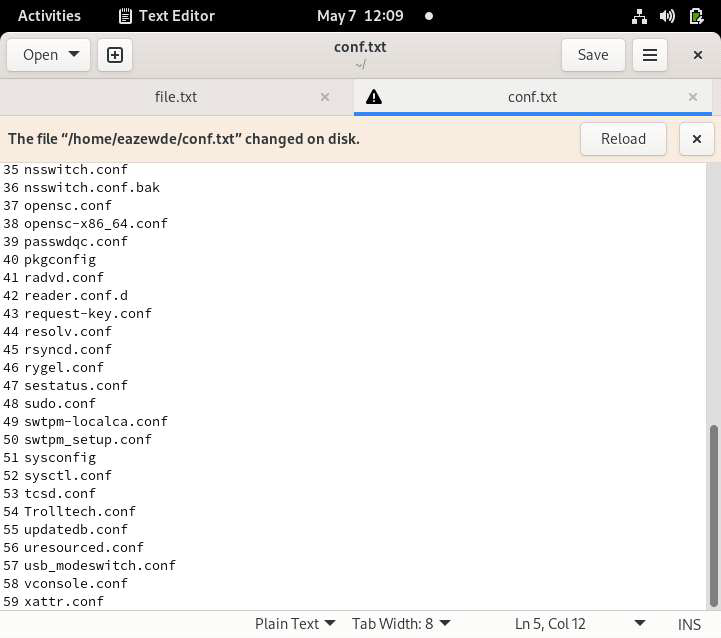 Activities Text Editor May 7 12:09
Open conf.txt Save
~/
file.txt conf.txt
The file “/home/eazewde/conf.txt” changed on disk. Reload
35 nsswitch.conf
36 nsswitch.conf.bak
37 opensc.conf
38 opensc-x86_64.conf
39 passwdqc.conf
40 pkgconfig
41 radvd.conf
42 reader.conf.d
43 request-key.conf
44 resolv.conf
45 rsyncd.conf
46 rygel.conf
47 sestatus.conf
48 sudo.conf
49 swtpm-localca.conf
50 swtpm_setup.conf
51 sysconfig
52 sysctl.conf
53 tcsd.conf
54 Trolltech.conf
55 updatedb.conf
56 uresourced.conf
57 usb_modeswitch.conf
58 vconsole.conf
59 xattr.conf
Plain Text Tab Width: 8 Ln 5, Col 12 INS